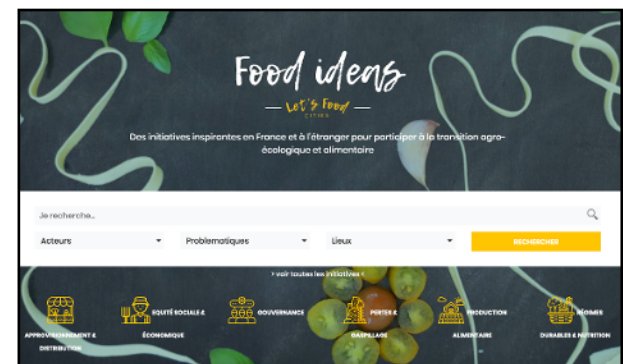 Food ideas
Let's Food
CITIES
Des initiatives inspirantes en France et à l'étranger pour participer à la transition agro-
écologique et alimentaire
Je recherche...
Acteurs
Problematiques
Lieux
RECHERCHER
> voir toutes les initiatives <
APPROVISIONNEMENT &
DISTRIBUTION
EQUITÉ SOCIALE &
ÉCONOMIQUE
GOUVERNANCE
PERTES &
GASPILLAGE
PRODUCTION
ALIMENTAIRE
RÉGIMES
DURABLES & NUTRITION